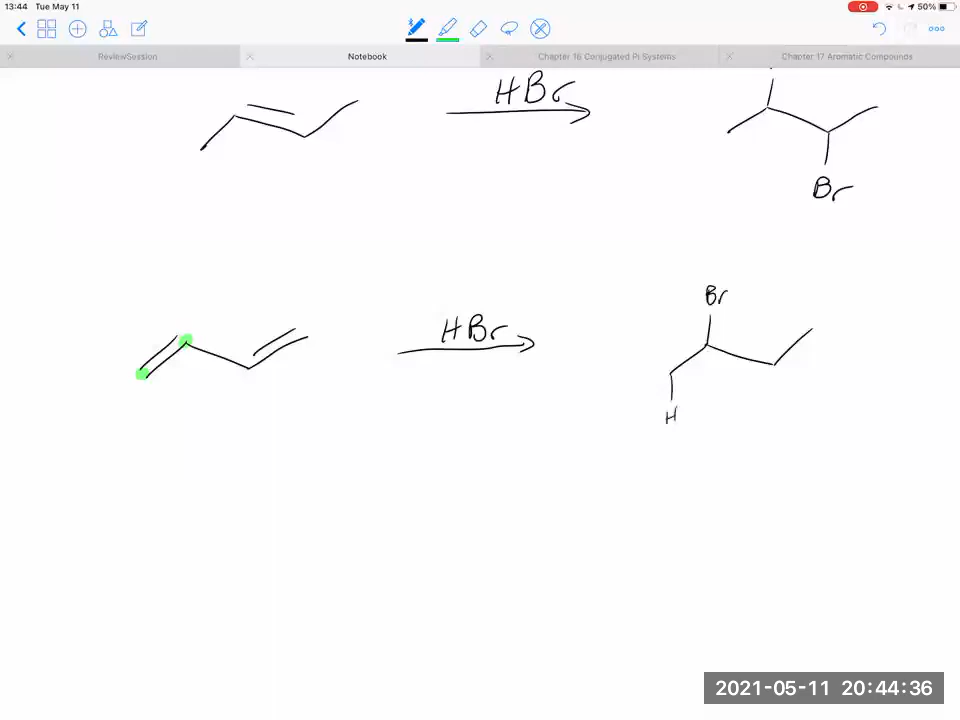 13:44 Tue May 11 50%
ReviewSession Notebook Chapter 16 Conjugated Pi Systems Chapter 17 Aromatic Compounds
HBr
Br
Br
HBr
H
2021-05-11 20:44:36